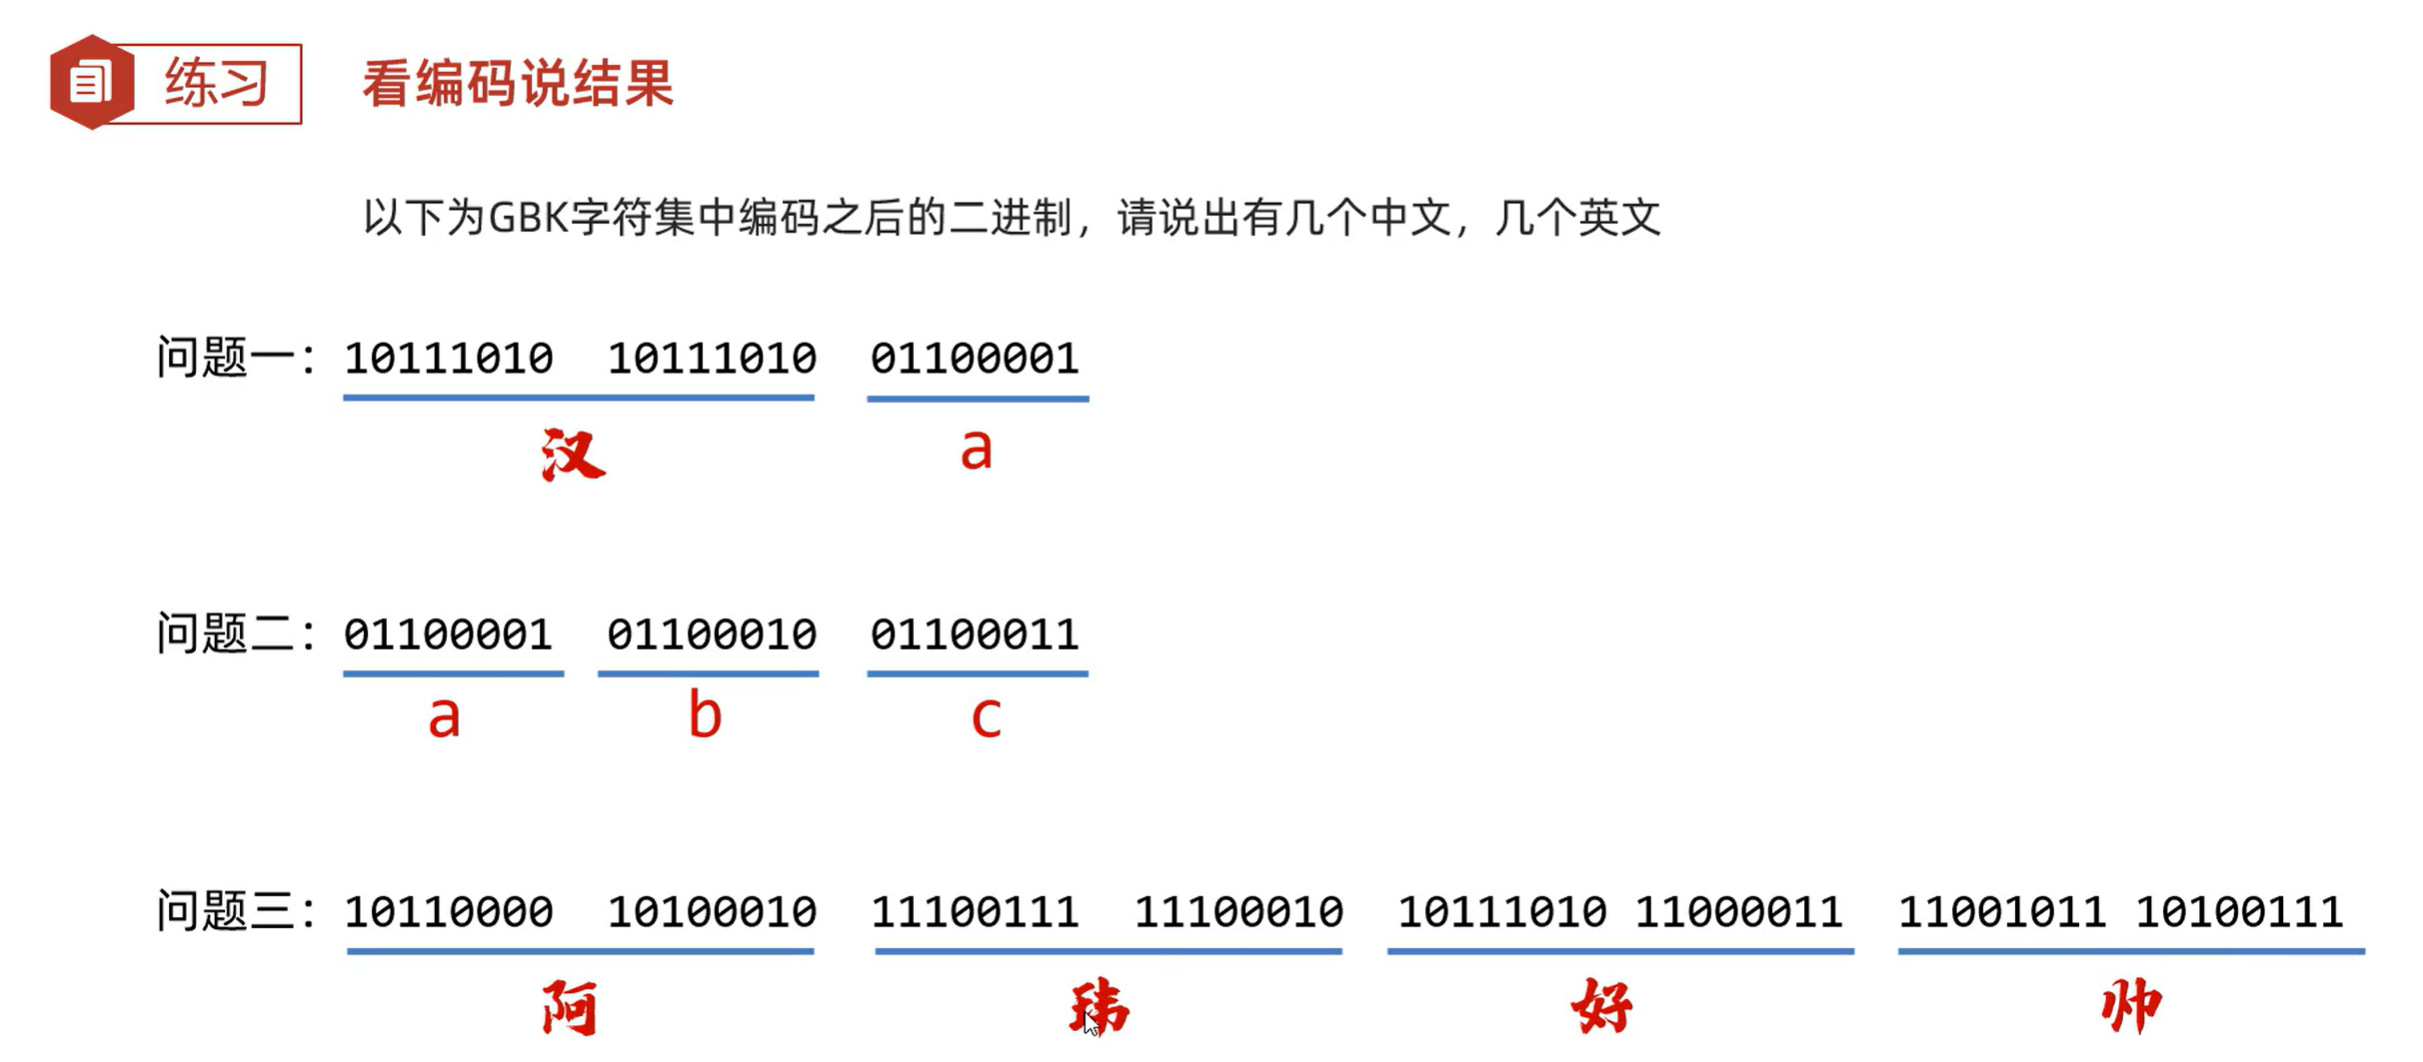 练习 看编码说结果
以下为GBK字符集中编码之后的二进制，请说出有几个中文，几个英文
问题一：10111010 10111010 01100001
汉 a
问题二：01100001 01100010 01100011
a b c
问题三：10110000 10100010 11100111 11100010 10111010 11000011 11001011 10100111
阿 玮 好 帅